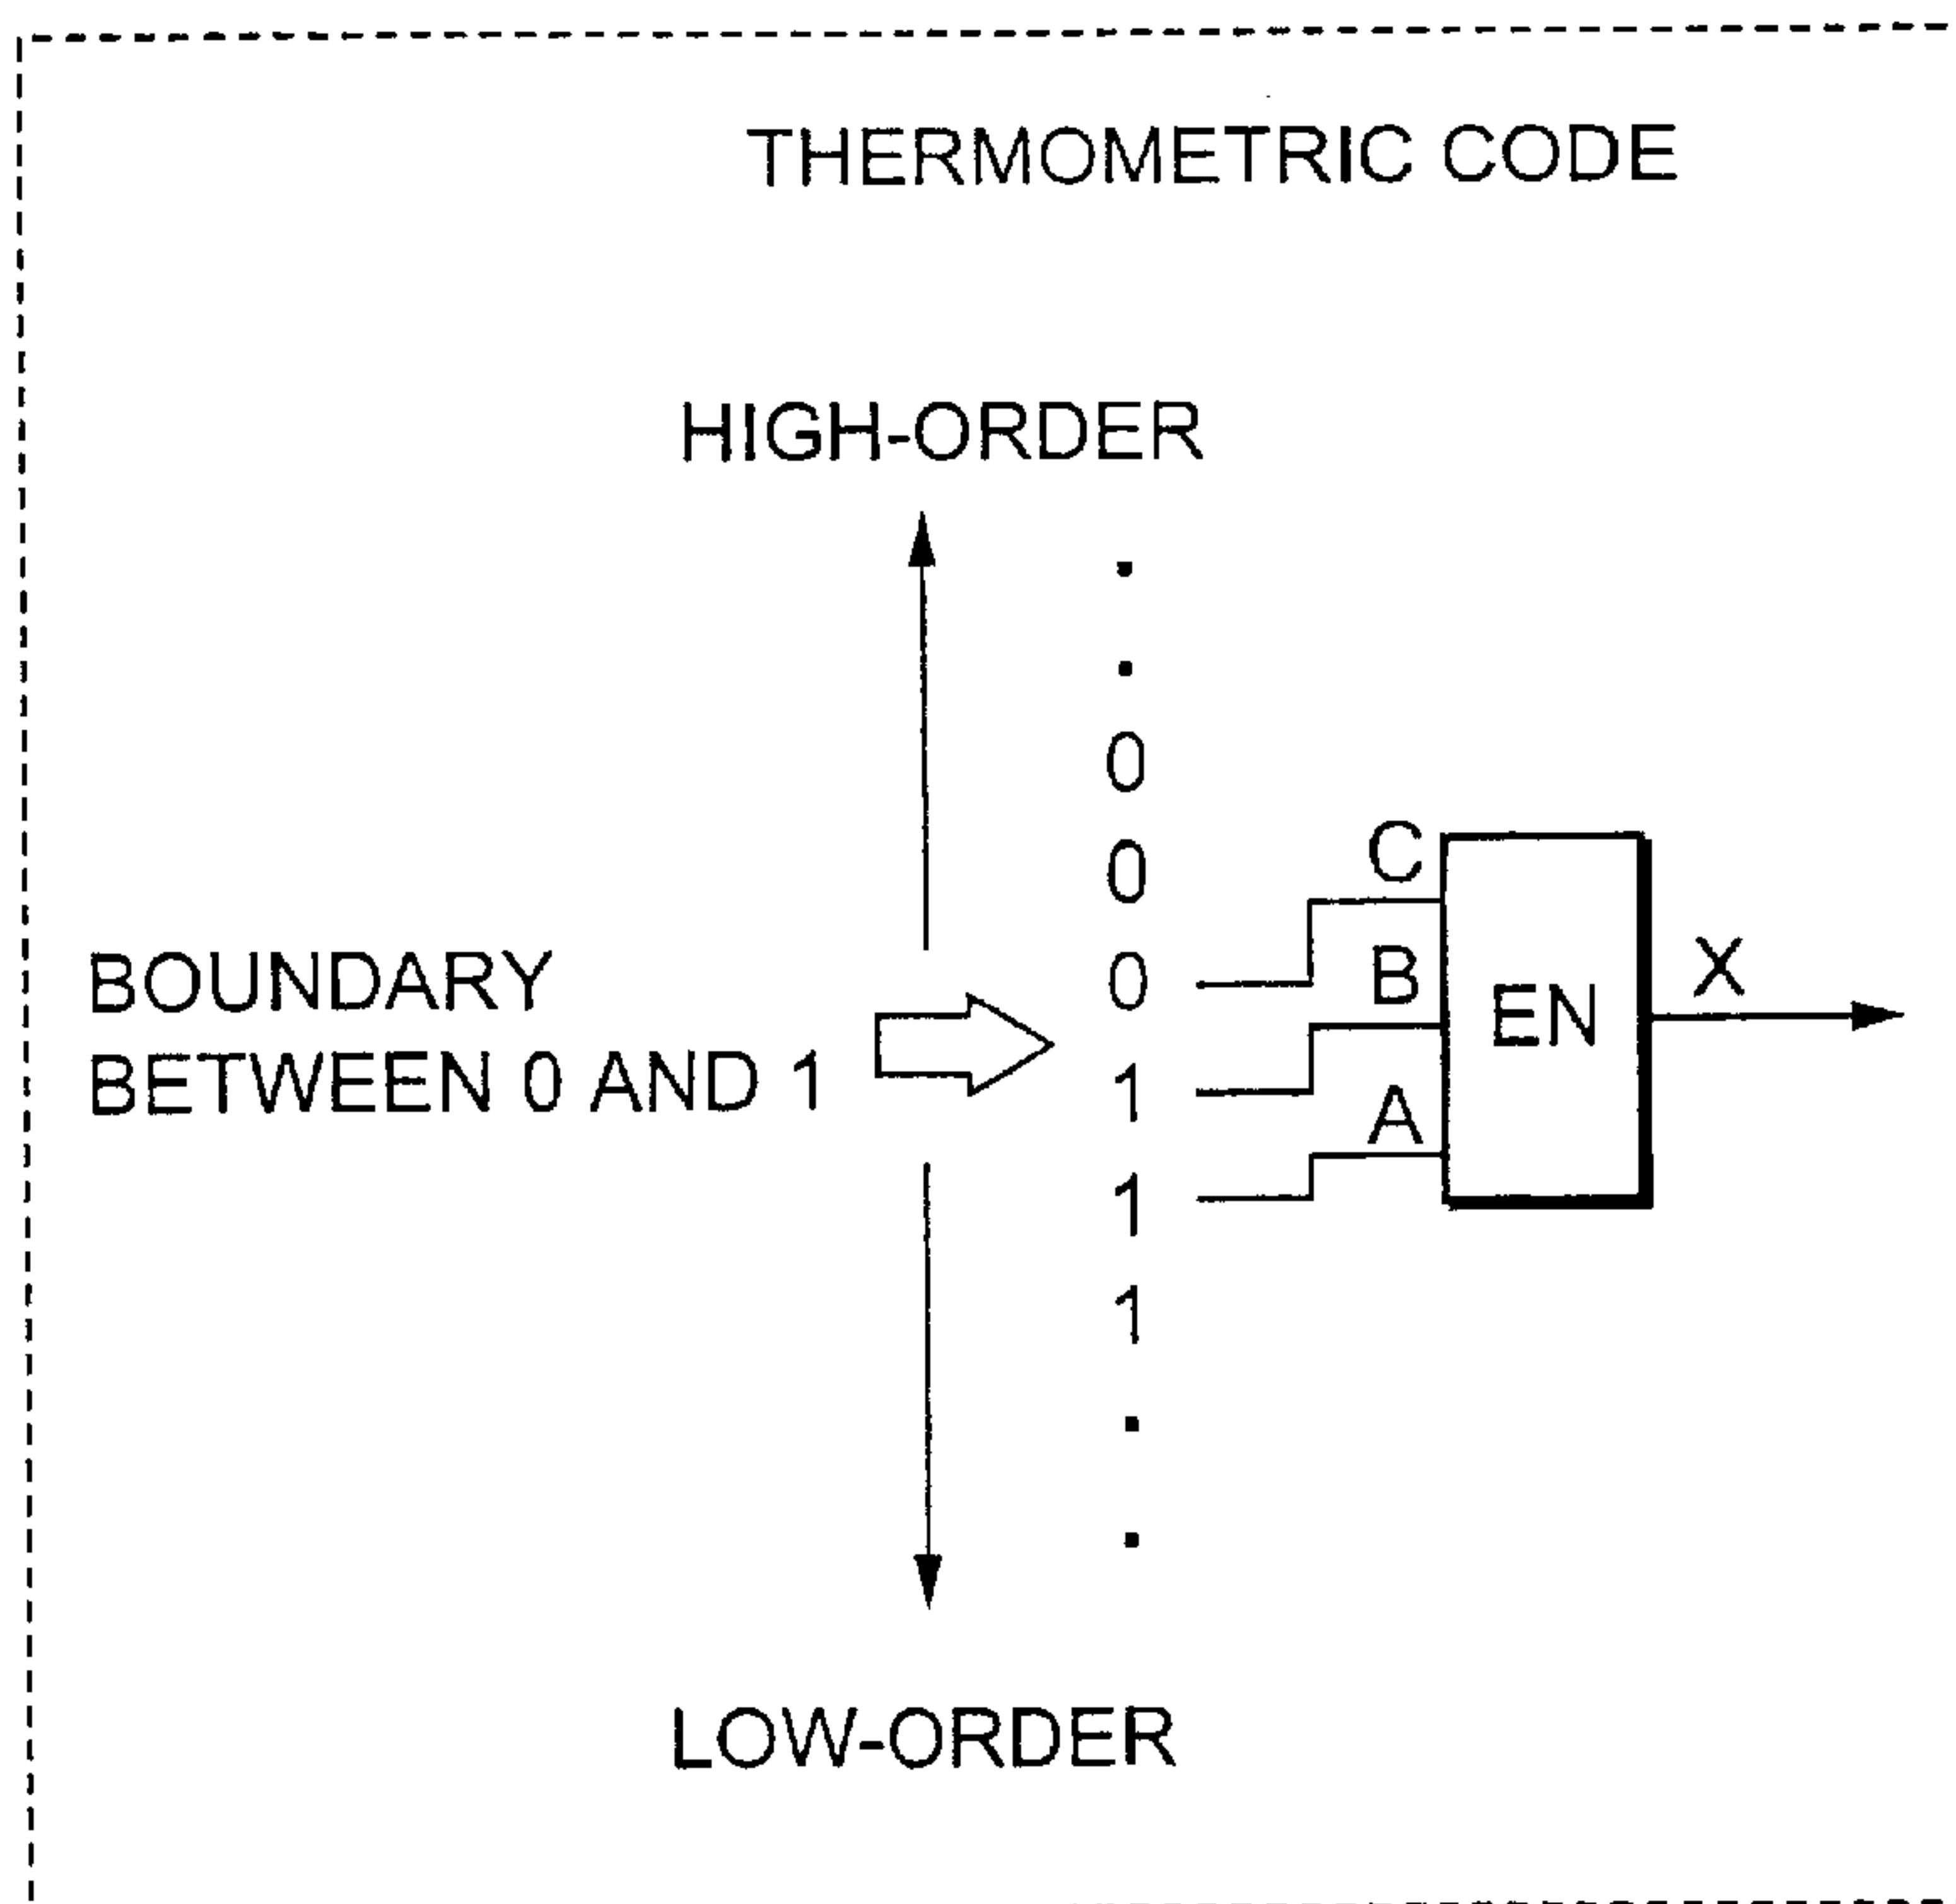 THERMOMETRIC CODE
HIGH-ORDER
.
.
0
0
0
1
1
1
.
.
BOUNDARY
BETWEEN 0 AND 1
C
B
A
EN
X
LOW-ORDER